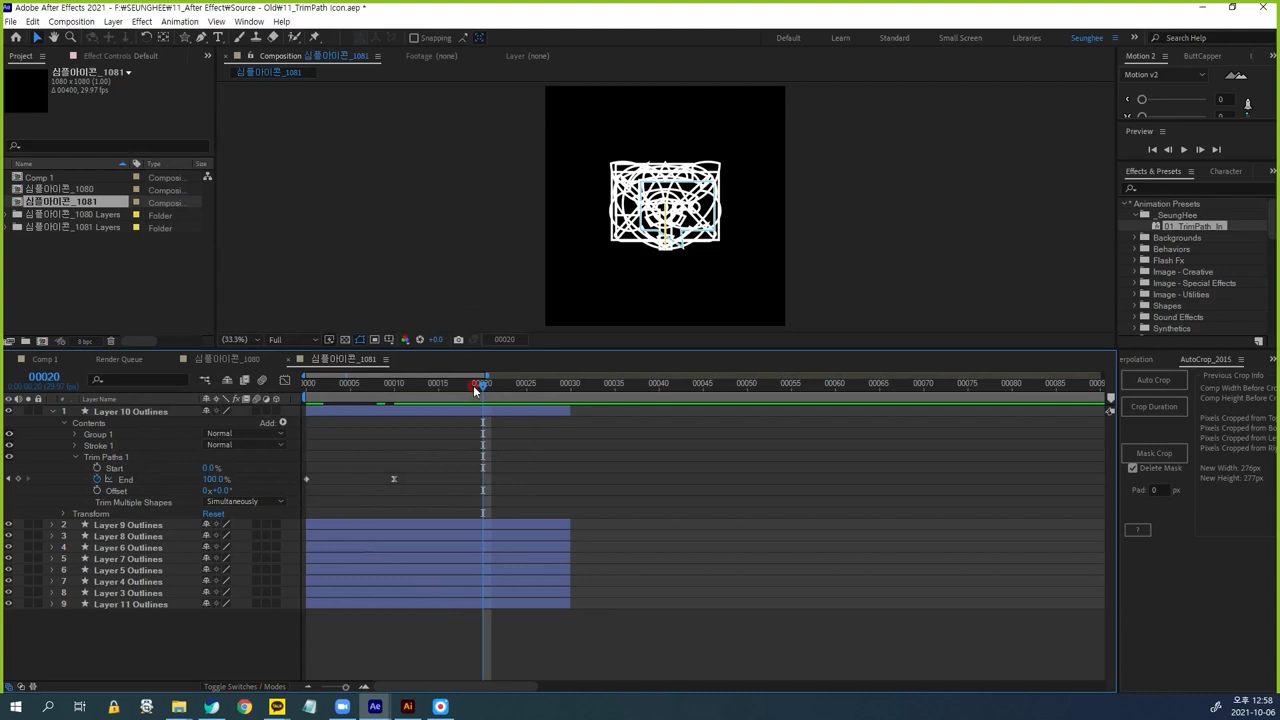 Adobe After Effects 2021 - F:\SEUNGHEE\11_After Effect\Source - Old\11_TrimPath Icon.aep *
File Edit Composition Layer Effect Animation View Window Help
Snapping
Default Learn Standard Small Screen Libraries Seunghee Search Help
Project Effect Controls: Default
Composition 심플아이콘_1081 Footage (none) Layer (none)
Motion 2 ButtCapper
심플아이콘_1081
1080 x 1080 (1.00)
Δ 00400, 29.97 fps
심플아이콘_1081
Motion v2
0
0
Preview
Name Type Size
Comp 1 Composi...
심플아이콘_1080 Composi...
심플아이콘_1081 Composi...
심플아이콘_1080 Layers Folder
심플아이콘_1081 Layers Folder
Effects & Presets Character
Animation Presets
_SeungHee
01_TrimPath_In
Backgrounds
Behaviors
Flash Fx
Image - Creative
Image - Special Effects
Image - Utilities
Shapes
Sound Effects
Synthetics
8 bpc
(33.3%) Full +0.0 00020
Comp 1 Render Queue 심플아이콘_1080 심플아이콘_1081
00020
0:00:00:20 (29.97 fps)
0000 00005 00010 00015 00020 00025 00030 00035 00040 00045 00050 00055 00060 00065 00070 00075 00080 00085 00090
# Layer Name
1 Layer 10 Outlines
Contents Add:
Group 1 Normal
Stroke 1 Normal
Trim Paths 1
Start 0.0%
End 100.0%
Offset 0x+0.0°
Trim Multiple Shapes Simultaneously
Transform Reset
2 Layer 9 Outlines
3 Layer 8 Outlines
4 Layer 6 Outlines
5 Layer 7 Outlines
6 Layer 5 Outlines
7 Layer 4 Outlines
8 Layer 3 Outlines
9 Layer 11 Outlines
Toggle Switches / Modes
erpolation AutoCrop_2015
Auto Crop
Crop Duration
Mask Crop
Delete Mask
Pad: 0 px
?
Previous Crop Info
Comp Width Before C
Comp Height Before C
Pixels Cropped from T
Pixels Cropped from B
Pixels Cropped from L
Pixels Cropped from R
New Width: 276px
New Height: 277px
TALK
Ae
Ai
오후 12:58
2021-10-06